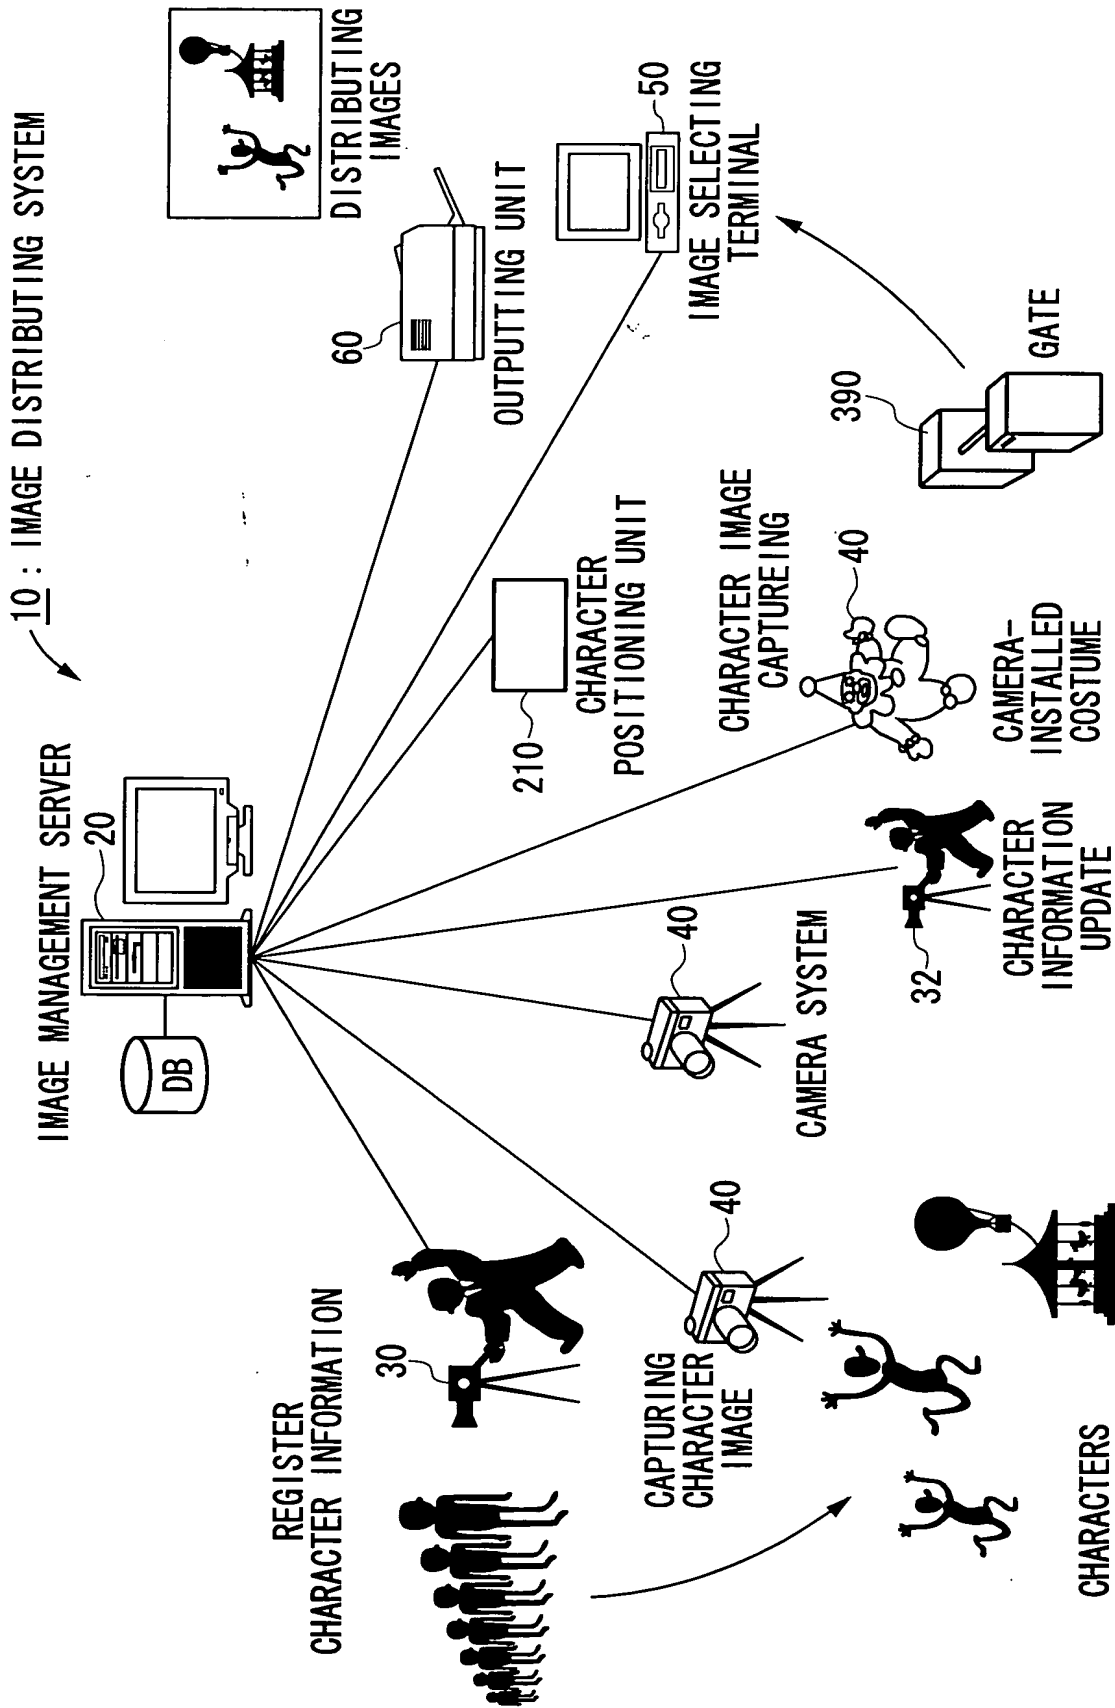 10 : IMAGE DISTRIBUTING SYSTEM
IMAGE MANAGEMENT SERVER
20
DB
DISTRIBUTING
IMAGES
60
OUTPUTTING UNIT
50
IMAGE SELECTING
TERMINAL
210
CHARACTER
POSITIONING UNIT
390
GATE
CHARACTER IMAGE
CAPTUREING
40
CAMERA-
INSTALLED
COSTUME
32
CHARACTER
INFORMATION
UPDATE
40
CAMERA SYSTEM
REGISTER
CHARACTER INFORMATION
30
CAPTURING
CHARACTER
IMAGE
40
CHARACTERS